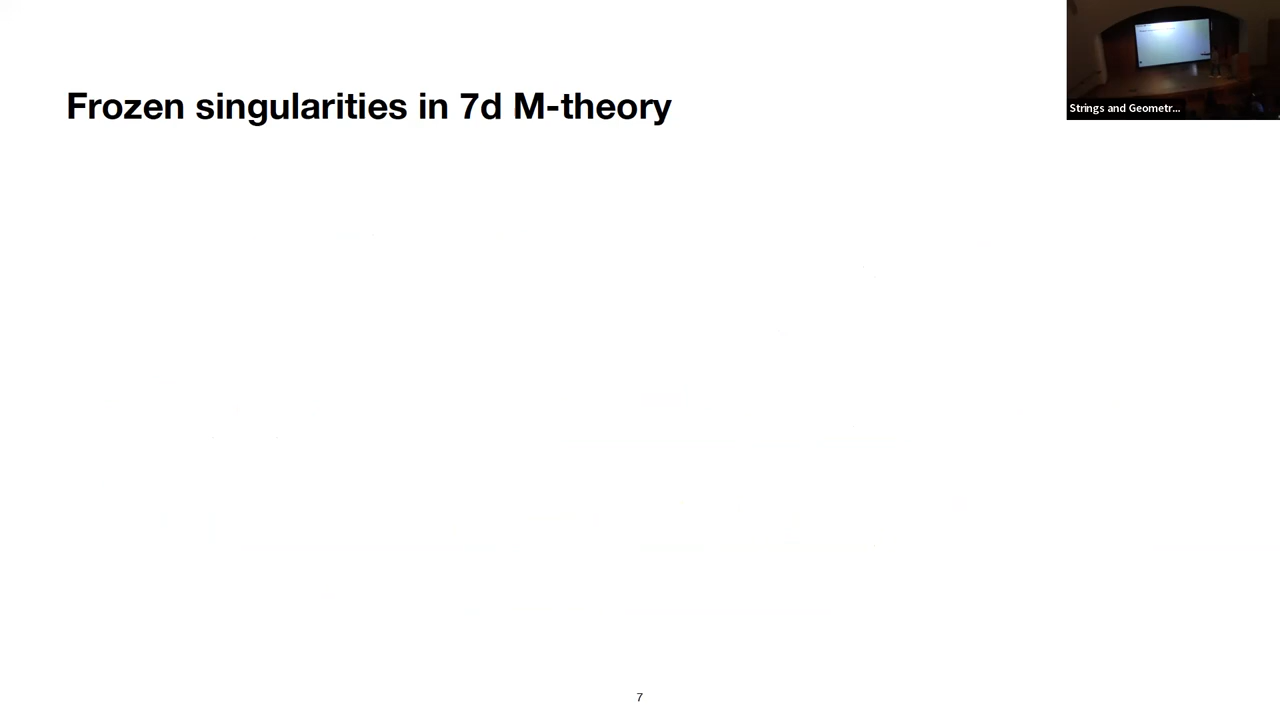 Frozen singularities in 7d M-theory
Strings and Geometr...
7